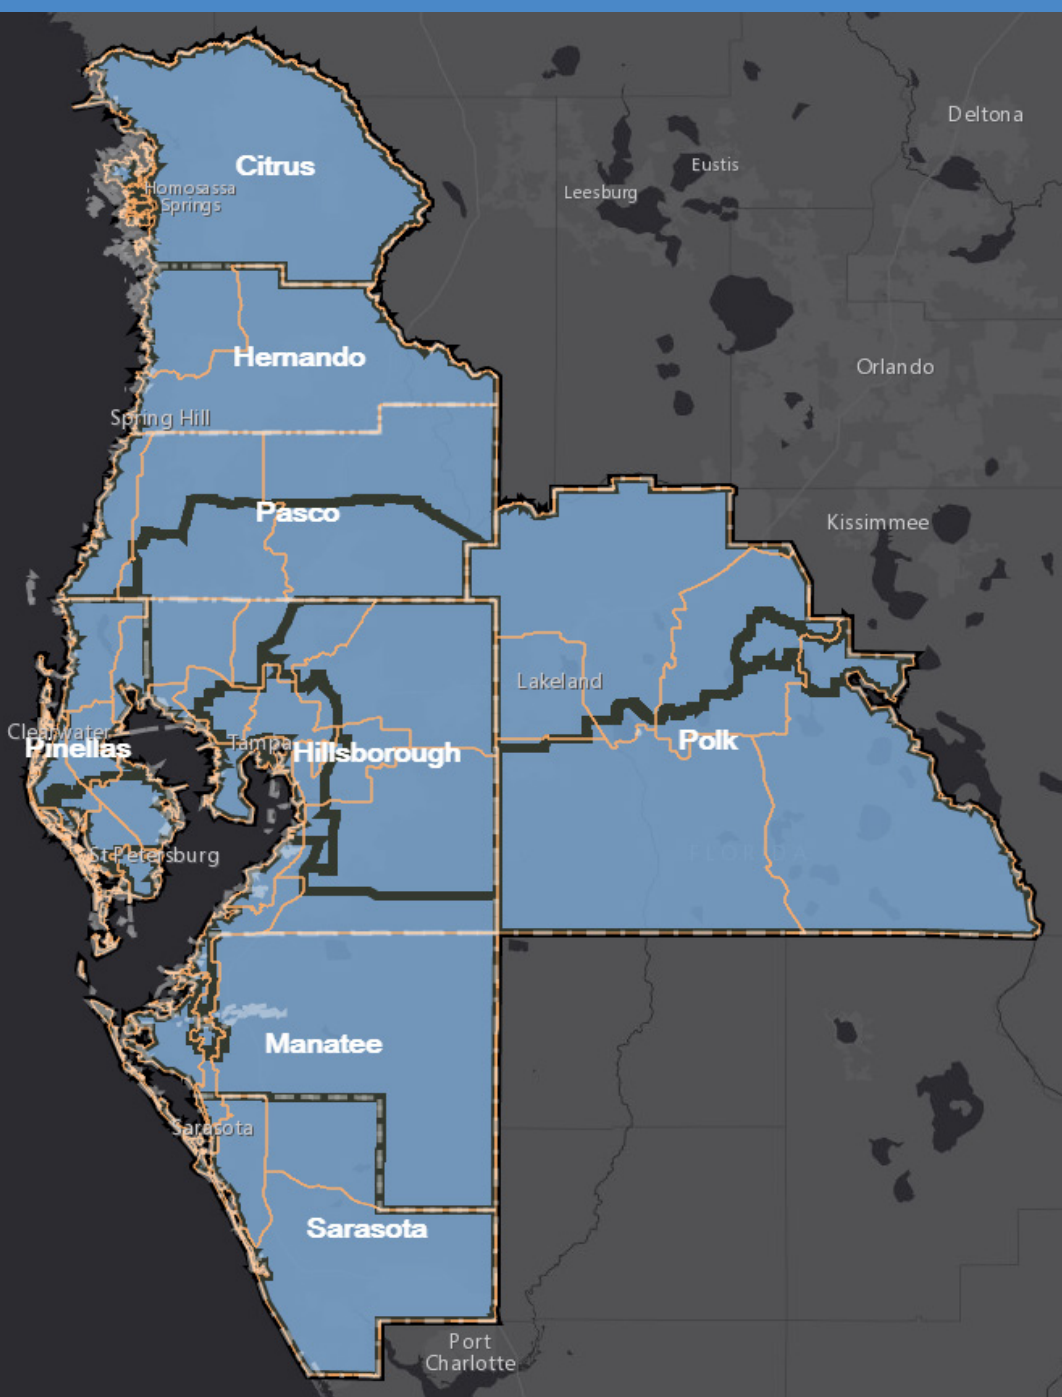 Deltona
Citrus
Eustis
Homosassa
Springs
Leesburg
Hernando
Orlando
Spring Hill
Pasco
Kissimmee
Lakeland
Clearwater
Pinellas
Tampa
Hillsborough
Polk
St Petersburg
FLORIDA
Manatee
Sarasota
Sarasota
Port
Charlotte